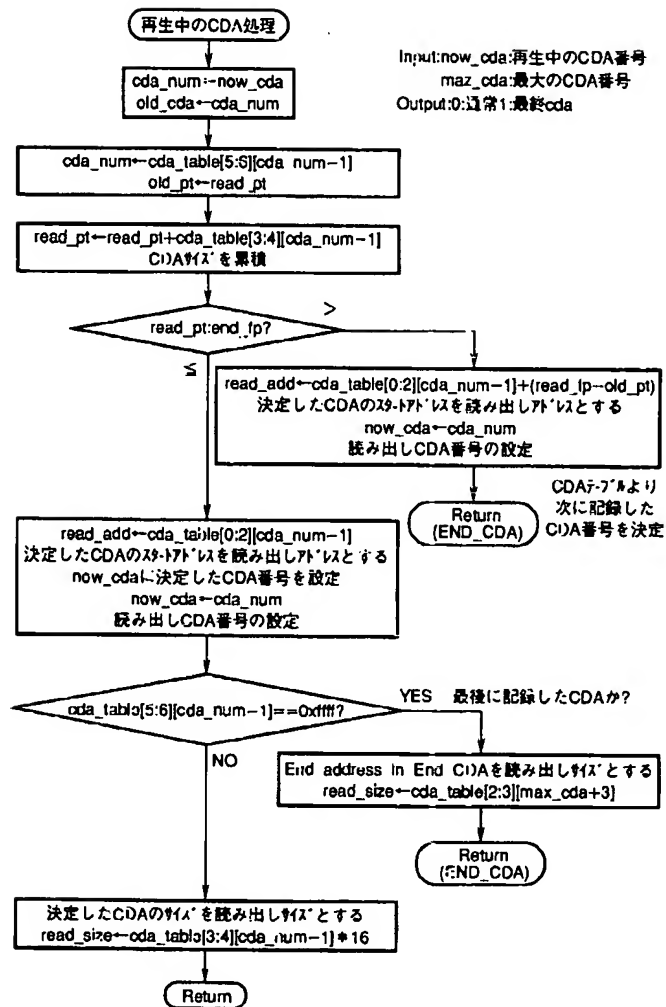 再生中のCDA処理
Input:now_cda:再生中のCDA番号
maz_cda:最大のCDA番号
Output:0:通常1:最終cda
cda_num←now_cda
old_cda←cda_num
cda_num←cda_table[5:6][cda_num−1]
old_pt←read_pt
read_pt←read_pt+cda_table[3:4][cda_num−1]
CDAサイズを累積
read_pt:end_fp?
>
≤
read_add←cda_table[0:2][cda_num−1]+(read_fp−old_pt)
決定したCDAのスタートアドレスを読み出しアドレスとする
now_cda←cda_num
読み出しCDA番号の設定
Return
(END_CDA)
CDAテーブルより
次に記録した
CDA番号を決定
read_add←cda_table[0:2][cda_num−1]
決定したCDAのスタートアドレスを読み出しアドレスとする
now_cdaに決定したCDA番号を設定
now_cda←cda_num
読み出しCDA番号の設定
cda_table[5:6][cda_num−1]==0xffff?
YES 最後に記録したCDAか?
NO
End address in End CDAを読み出しサイズとする
read_size←cda_table[2:3][max_cda+3]
Return
(END_CDA)
決定したCDAのサイズを読み出しサイズとする
read_size←cda_table[3:4][cda_num−1]*16
Return